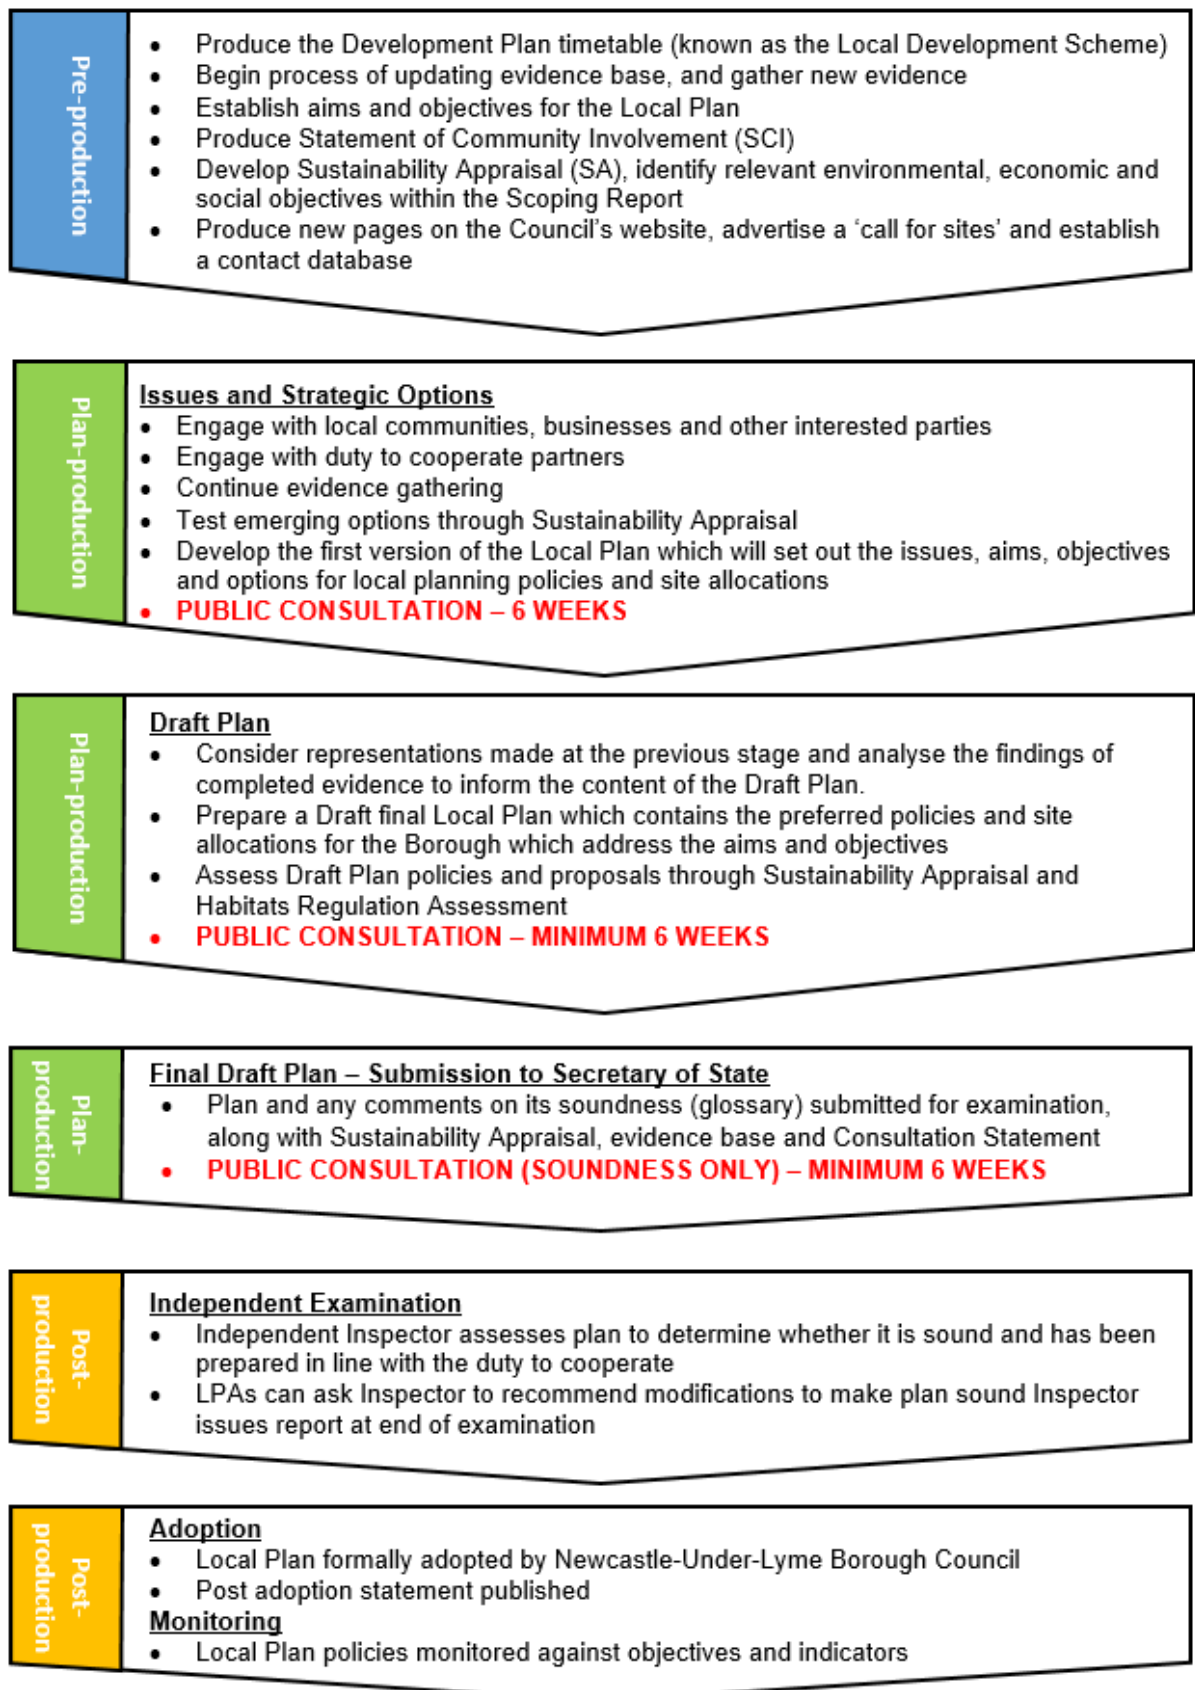 Pre-production
• Produce the Development Plan timetable (known as the Local Development Scheme)
• Begin process of updating evidence base, and gather new evidence
• Establish aims and objectives for the Local Plan
• Produce Statement of Community Involvement (SCI)
• Develop Sustainability Appraisal (SA), identify relevant environmental, economic and
social objectives within the Scoping Report
• Produce new pages on the Council's website, advertise a 'call for sites' and establish
a contact database
Plan-production
Issues and Strategic Options
• Engage with local communities, businesses and other interested parties
• Engage with duty to cooperate partners
• Continue evidence gathering
• Test emerging options through Sustainability Appraisal
• Develop the first version of the Local Plan which will set out the issues, aims, objectives
and options for local planning policies and site allocations
• PUBLIC CONSULTATION – 6 WEEKS
Plan-production
Draft Plan
• Consider representations made at the previous stage and analyse the findings of
completed evidence to inform the content of the Draft Plan.
• Prepare a Draft final Local Plan which contains the preferred policies and site
allocations for the Borough which address the aims and objectives
• Assess Draft Plan policies and proposals through Sustainability Appraisal and
Habitats Regulation Assessment
• PUBLIC CONSULTATION – MINIMUM 6 WEEKS
Plan-
production
Final Draft Plan – Submission to Secretary of State
• Plan and any comments on its soundness (glossary) submitted for examination,
along with Sustainability Appraisal, evidence base and Consultation Statement
• PUBLIC CONSULTATION (SOUNDNESS ONLY) – MINIMUM 6 WEEKS
Post-
production
Independent Examination
• Independent Inspector assesses plan to determine whether it is sound and has been
prepared in line with the duty to cooperate
• LPAs can ask Inspector to recommend modifications to make plan sound Inspector
issues report at end of examination
Post-
production
Adoption
• Local Plan formally adopted by Newcastle-Under-Lyme Borough Council
• Post adoption statement published
Monitoring
• Local Plan policies monitored against objectives and indicators